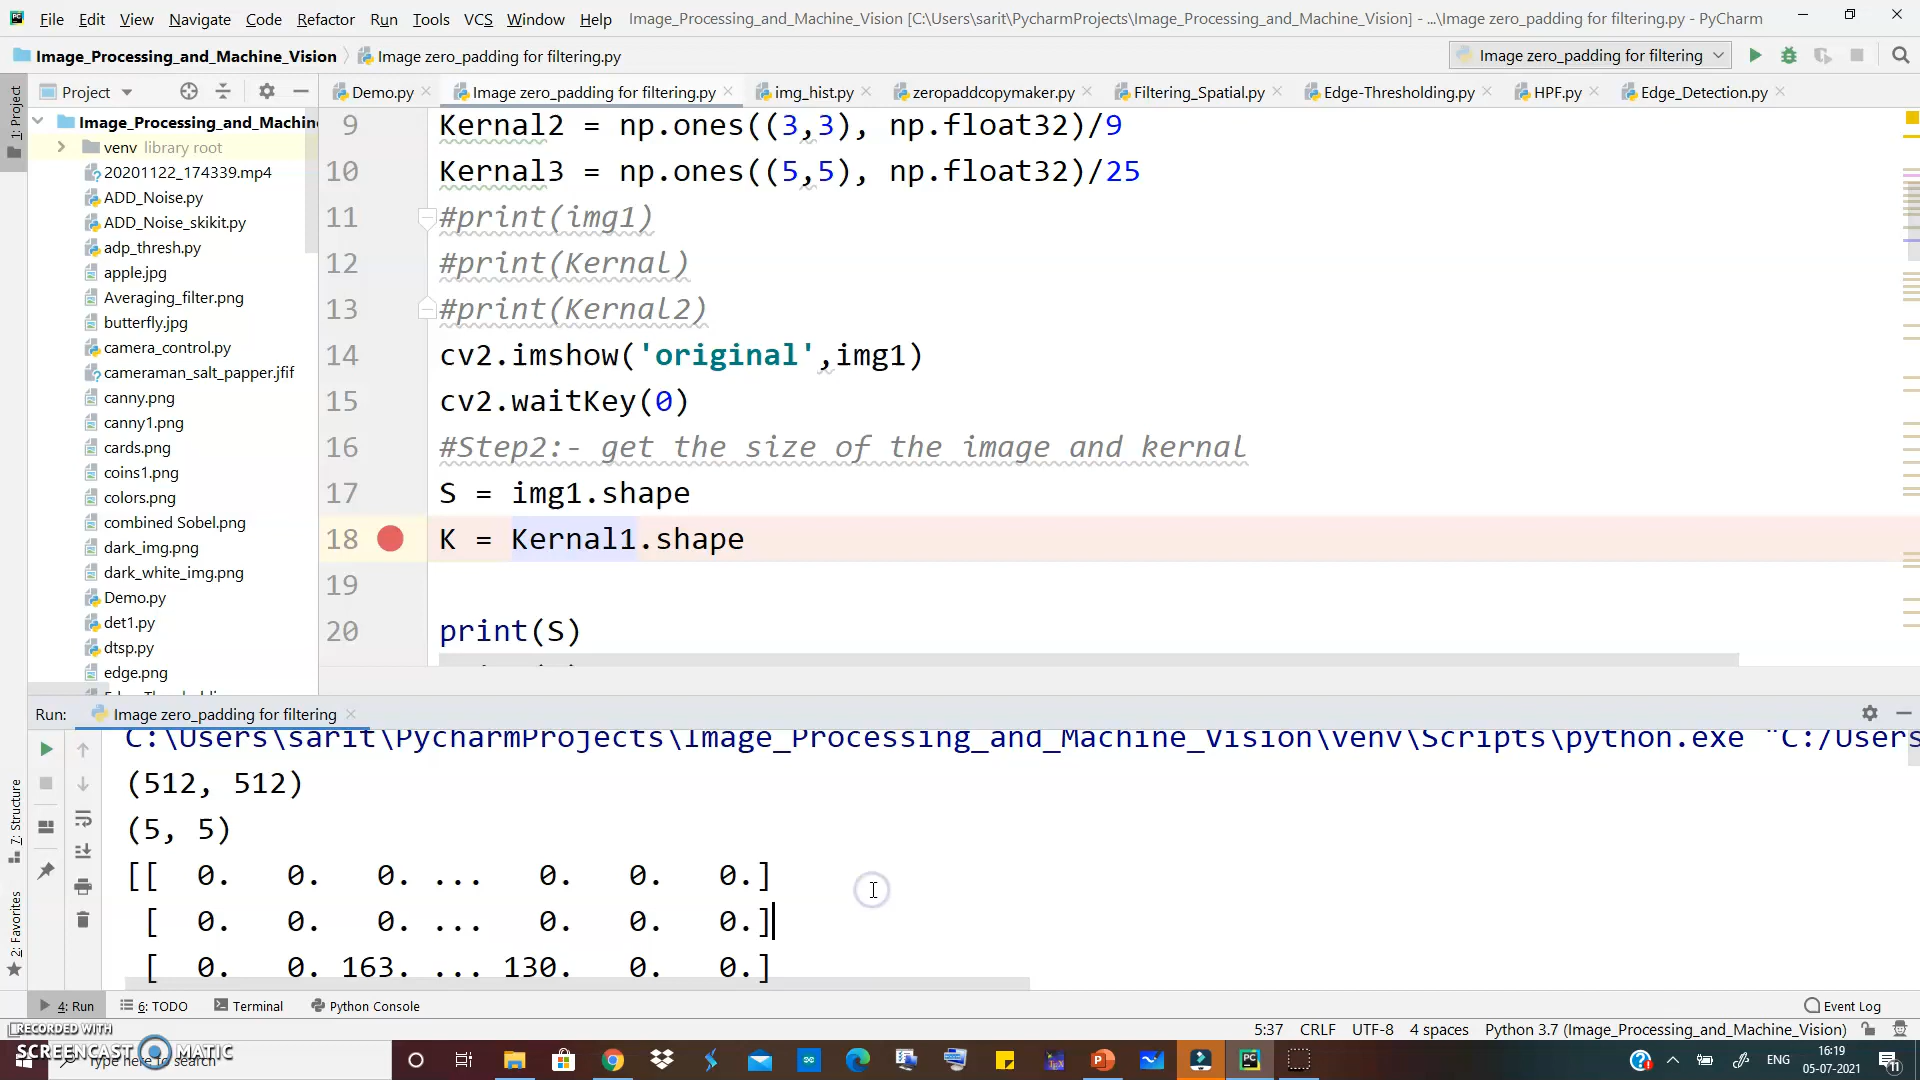 File Edit View Navigate Code Refactor Run Tools VCS Window Help Image_Processing_and_Machine_Vision [C:\Users\sarit\PycharmProjects\Image_Processing_and_Machine_Vision] - ...\Image zero_padding for filtering.py - PyCharm
Image_Processing_and_Machine_Vision Image zero_padding for filtering.py Image zero_padding for filtering
1: Project
Project
Demo.py Image zero_padding for filtering.py img_hist.py zeropaddcopymaker.py Filtering_Spatial.py Edge-Thresholding.py HPF.py Edge_Detection.py
Image_Processing_and_Machin
venv library root
20201122_174339.mp4
ADD_Noise.py
ADD_Noise_skikit.py
adp_thresh.py
apple.jpg
Averaging_filter.png
butterfly.jpg
camera_control.py
cameraman_salt_papper.jfif
canny.png
canny1.png
cards.png
coins1.png
colors.png
combined Sobel.png
dark_img.png
dark_white_img.png
Demo.py
det1.py
dtsp.py
edge.png
9 Kernal2 = np.ones((3,3), np.float32)/9
10 Kernal3 = np.ones((5,5), np.float32)/25
11 #print(img1)
12 #print(Kernal)
13 #print(Kernal2)
14 cv2.imshow('original',img1)
15 cv2.waitKey(0)
16 #Step2:- get the size of the image and kernal
17 S = img1.shape
18 K = Kernal1.shape
19
20 print(S)
Run: Image zero_padding for filtering
C:\Users\sarit\PycharmProjects\Image_Processing_and_Machine_Vision\venv\Scripts\python.exe "C:/Users
(512, 512)
(5, 5)
[[ 0. 0. 0. ... 0. 0. 0.]
[ 0. 0. 0. ... 0. 0. 0.]
[ 0. 0. 163. ... 130. 0. 0.]
7: Structure
2: Favorites
4: Run 6: TODO Terminal Python Console Event Log
5:37 CRLF UTF-8 4 spaces Python 3.7 (Image_Processing_and_Machine_Vision)
RECORDED WITH
SCREENCAST MATIC
Type here to search
ENG 16:19
05-07-2021
11